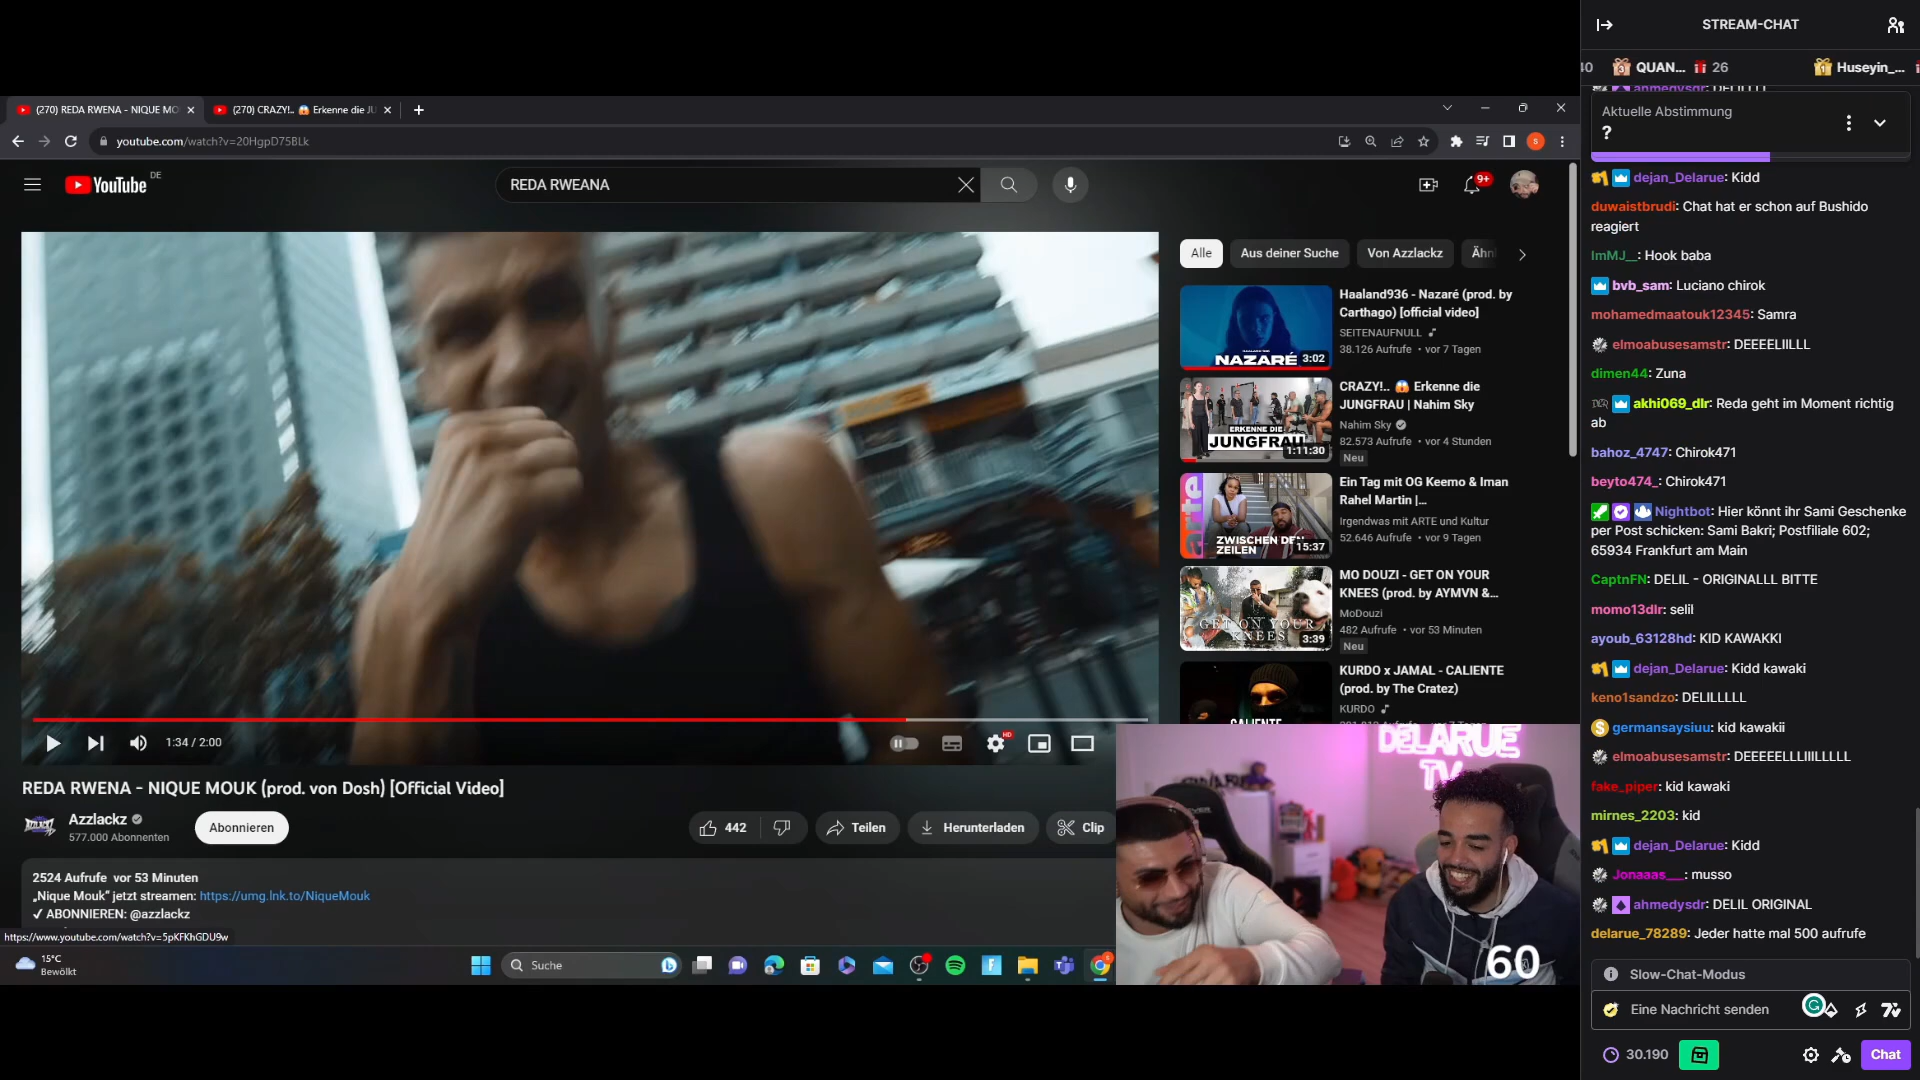 STREAM-CHAT
40 QUAN... 26 Huseyin_...
ahmedysdr: DELILLLL
Aktuelle Abstimmung
?
(270) REDA RWENA - NIQUE MO
(270) CRAZY!.. 😱 Erkenne die JU
youtube.com/watch?v=20HgpD75BLk
YouTube DE
REDA RWEANA
9+
Alle
Aus deiner Suche
Von Azzlackz
Ähnl
Haaland936 - Nazaré (prod. by
Carthago) [official video]
SEITENAUFNULL
38.126 Aufrufe • vor 7 Tagen
NAZARÉ
3:02
CRAZY!.. 😱 Erkenne die
JUNGFRAU | Nahim Sky
Nahim Sky
82.573 Aufrufe • vor 4 Stunden
Neu
ERKENNE DIE
JUNGFRAU
1:11:30
Ein Tag mit OG Keemo & Iman
Rahel Martin |...
Irgendwas mit ARTE und Kultur
52.646 Aufrufe • vor 9 Tagen
arte
ZWISCHEN DEN
ZEILEN
15:37
MO DOUZI - GET ON YOUR
KNEES (prod. by AYMVN &...
MoDouzi
482 Aufrufe • vor 53 Minuten
Neu
GET ON YOUR
KNEES
3:39
KURDO x JAMAL - CALIENTE
(prod. by The Cratez)
KURDO
CALIENTE
1:34 / 2:00
HD
REDA RWENA - NIQUE MOUK (prod. von Dosh) [Official Video]
Azzlackz
577.000 Abonnenten
Abonnieren
442
Teilen
Herunterladen
Clip
2524 Aufrufe vor 53 Minuten
„Nique Mouk“ jetzt streamen: https://umg.lnk.to/NiqueMouk
✓ ABONNIEREN: @azzlackz
https://www.youtube.com/watch?v=5pKFKhGDU9w
15°C
Bewölkt
Suche
DELARUE
TV
60
dejan_Delarue: Kidd
duwaistbrudi: Chat hat er schon auf Bushido
reagiert
ImMJ__: Hook baba
bvb_sam: Luciano chirok
mohamedmaatouk12345: Samra
elmoabusesamstr: DEEEELIILLL
dimen44: Zuna
akhi069_dlr: Reda geht im Moment richtig
ab
bahoz_4747: Chirok471
beyto474_: Chirok471
Nightbot: Hier könnt ihr Sami Geschenke
per Post schicken: Sami Bakri; Postfiliale 602;
65934 Frankfurt am Main
CaptnFN: DELIL - ORIGINALLL BITTE
momo13dlr: selil
ayoub_63128hd: KID KAWAKKI
dejan_Delarue: Kidd kawaki
keno1sandzo: DELILLLLL
germansaysiuu: kid kawakii
elmoabusesamstr: DEEEEELLLIIILLLLL
fake_piper: kid kawaki
mirnes_2203: kid
dejan_Delarue: Kidd
Jonaaas___: musso
ahmedysdr: DELIL ORIGINAL
delarue_78289: Jeder hatte mal 500 aufrufe
Slow-Chat-Modus
Eine Nachricht senden
30.190
Chat